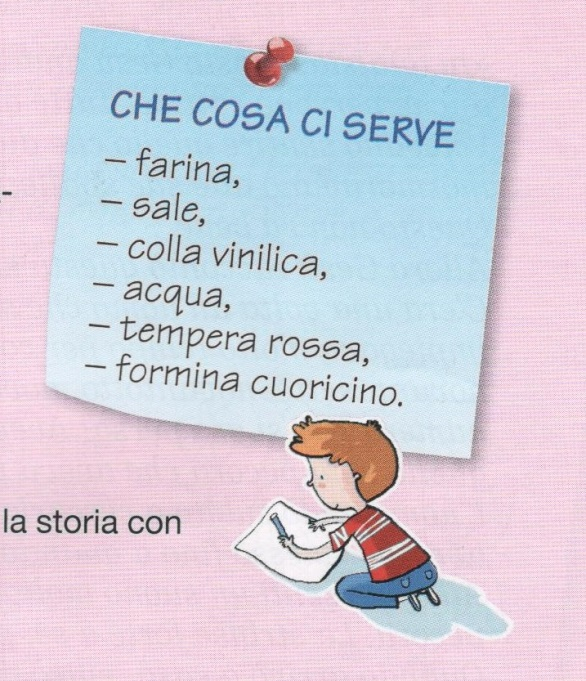 CHE COSA CI SERVE
– farina,
– sale,
– colla vinilica,
– acqua,
– tempera rossa,
– formina cuoricino.
-
la storia con